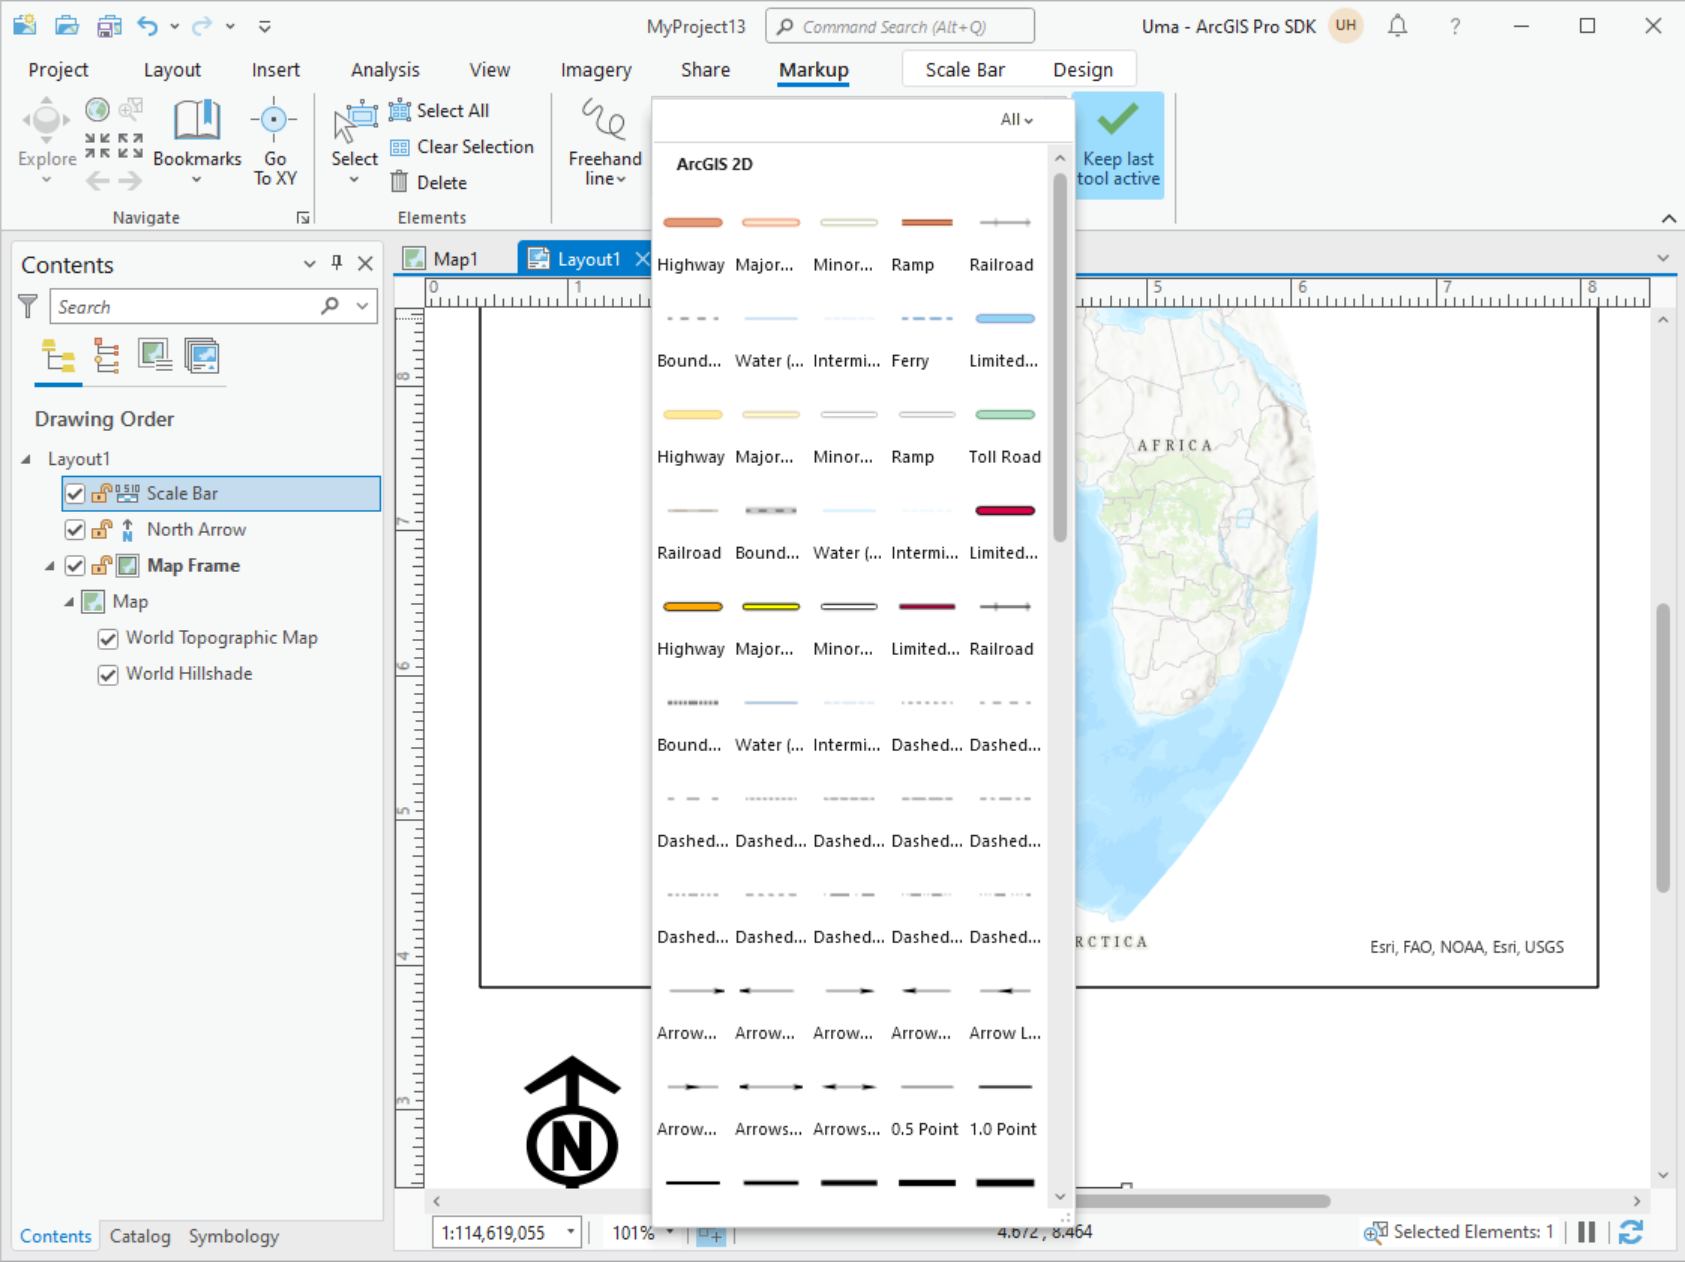 MyProject13
Command Search (Alt+Q)
Uma - ArcGIS Pro SDK
UH
?
Project
Layout
Insert
Analysis
View
Imagery
Share
Markup
Scale Bar
Design
Explore
Bookmarks
Go
To XY
Navigate
Select
Select All
Clear Selection
Delete
Elements
Freehand
line
Keep last
tool active
All
ArcGIS 2D
Highway Major... Minor... Ramp Railroad
Bound... Water (... Intermi... Ferry Limited...
Highway Major... Minor... Ramp Toll Road
Railroad Bound... Water (... Intermi... Limited...
Highway Major... Minor... Limited... Railroad
Bound... Water (... Intermi... Dashed... Dashed...
Dashed... Dashed... Dashed... Dashed... Dashed...
Dashed... Dashed... Dashed... Dashed... Dashed...
Arrow... Arrow... Arrow... Arrow... Arrow L...
Arrow... Arrows... Arrows... 0.5 Point 1.0 Point
Contents
Search
Drawing Order
Layout1
0 5 10
Scale Bar
N
North Arrow
Map Frame
Map
World Topographic Map
World Hillshade
Contents
Catalog
Symbology
Map1
Layout1
0 1 5 6 7 8
8
7
6
5
4
3
AFRICA
RCTICA
Esri, FAO, NOAA, Esri, USGS
N
1:114,619,055
101%
4.672 , 8.464
Selected Elements: 1